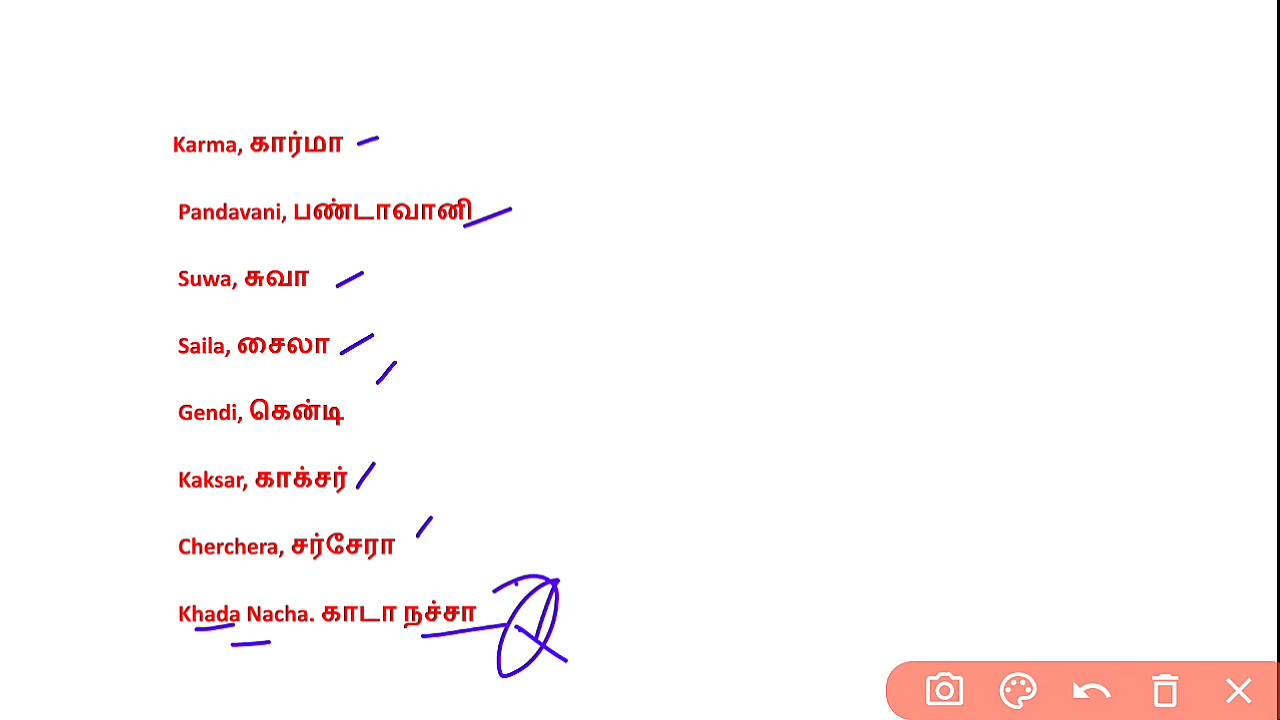 Karma, கார்மா
Pandavani, பண்டாவானி
Suwa, சுவா
Saila, சைலா
Gendi, கென்டி
Kaksar, காக்சர்
Cherchera, சர்சேரா
Khada Nacha. காடா நச்சா